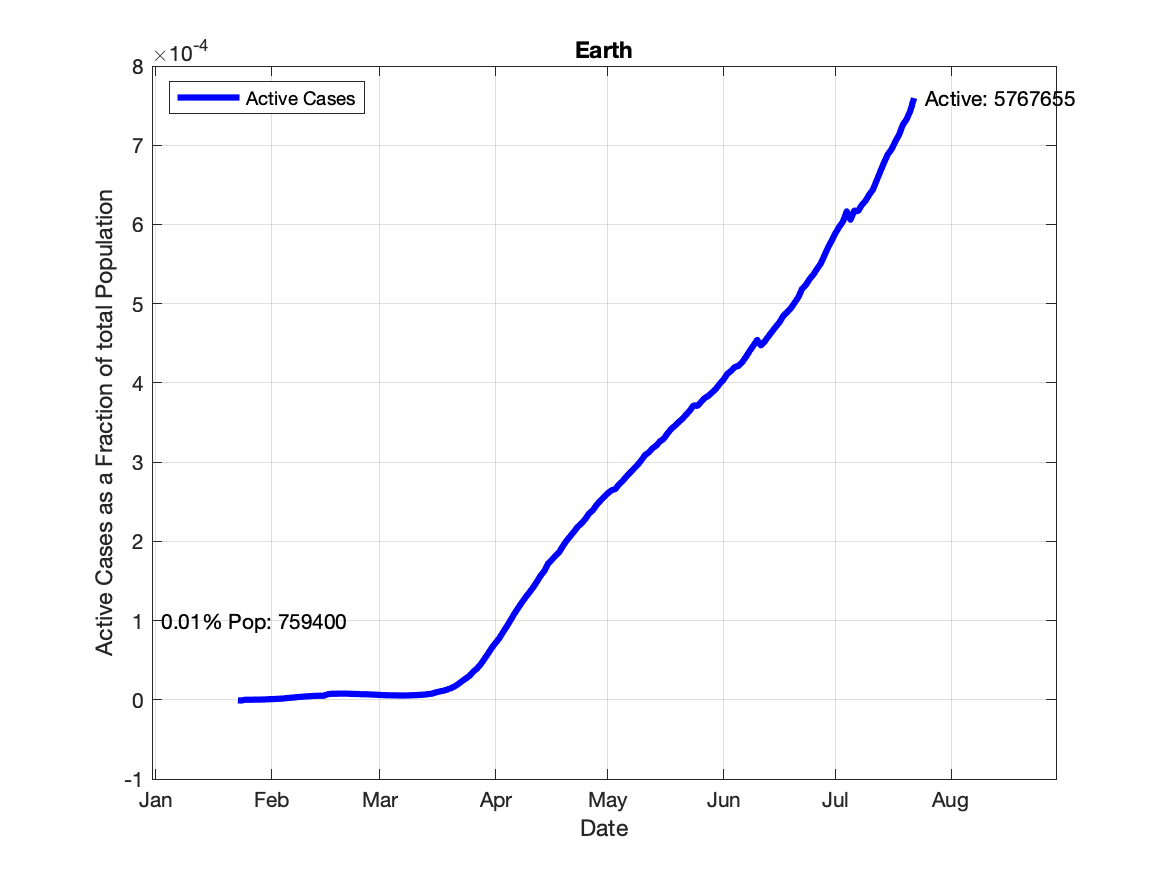 Earth
×10^-4
8
7
6
5
4
3
2
1
0
-1
Active Cases as a Fraction of total Population
Active Cases
Active: 5767655
0.01% Pop: 759400
Jan Feb Mar Apr May Jun Jul Aug
Date